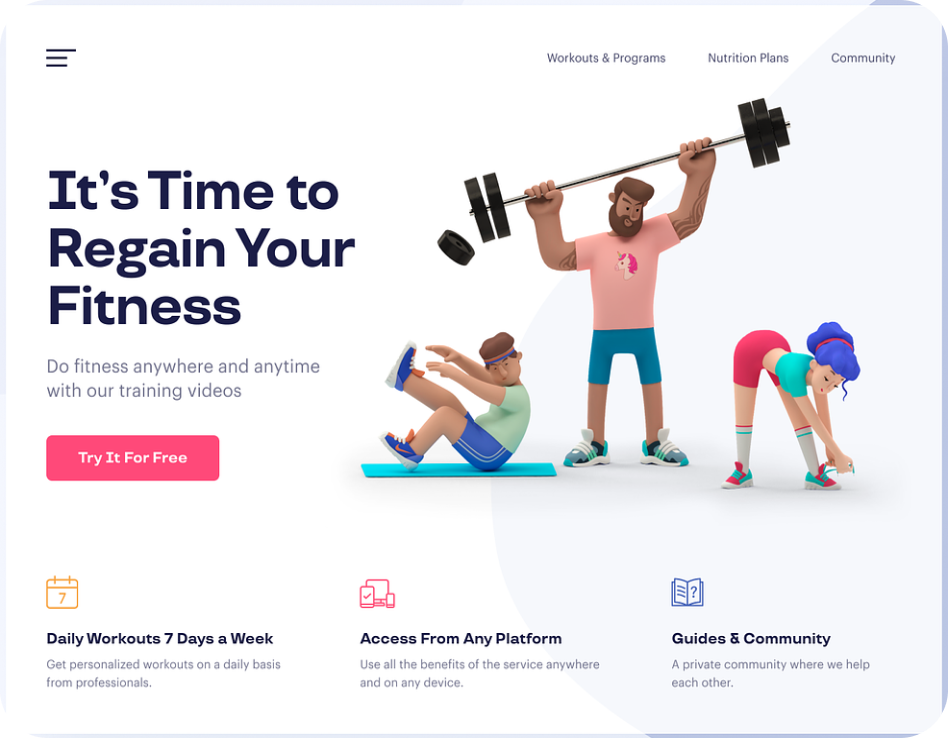 Workouts & Programs
Nutrition Plans
Community
It's Time to
Regain Your
Fitness
Do fitness anywhere and anytime
with our training videos
Try It For Free
7
?
Daily Workouts 7 Days a Week
Access From Any Platform
Guides & Community
Get personalized workouts on a daily basis
from professionals.
Use all the benefits of the service anywhere
and on any device.
A private community where we help
each other.